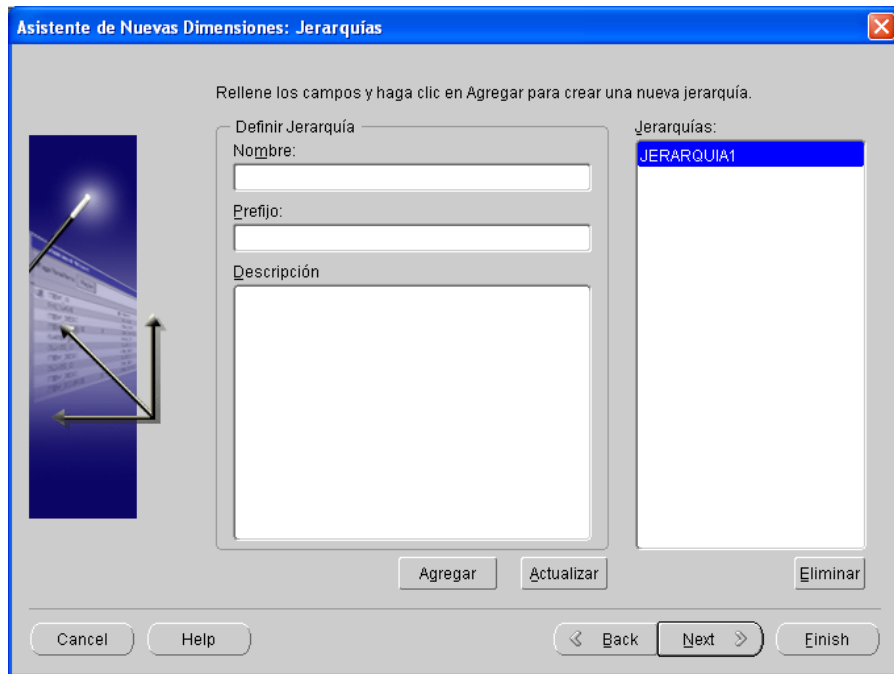 Asistente de Nuevas Dimensiones: Jerarquías
Rellene los campos y haga clic en Agregar para crear una nueva jerarquía.
Definir Jerarquía
Nombre:
Prefijo:
Descripción
Jerarquías:
JERARQUIA1
Agregar
Actualizar
Eliminar
Cancel
Help
Back
Next
Finish